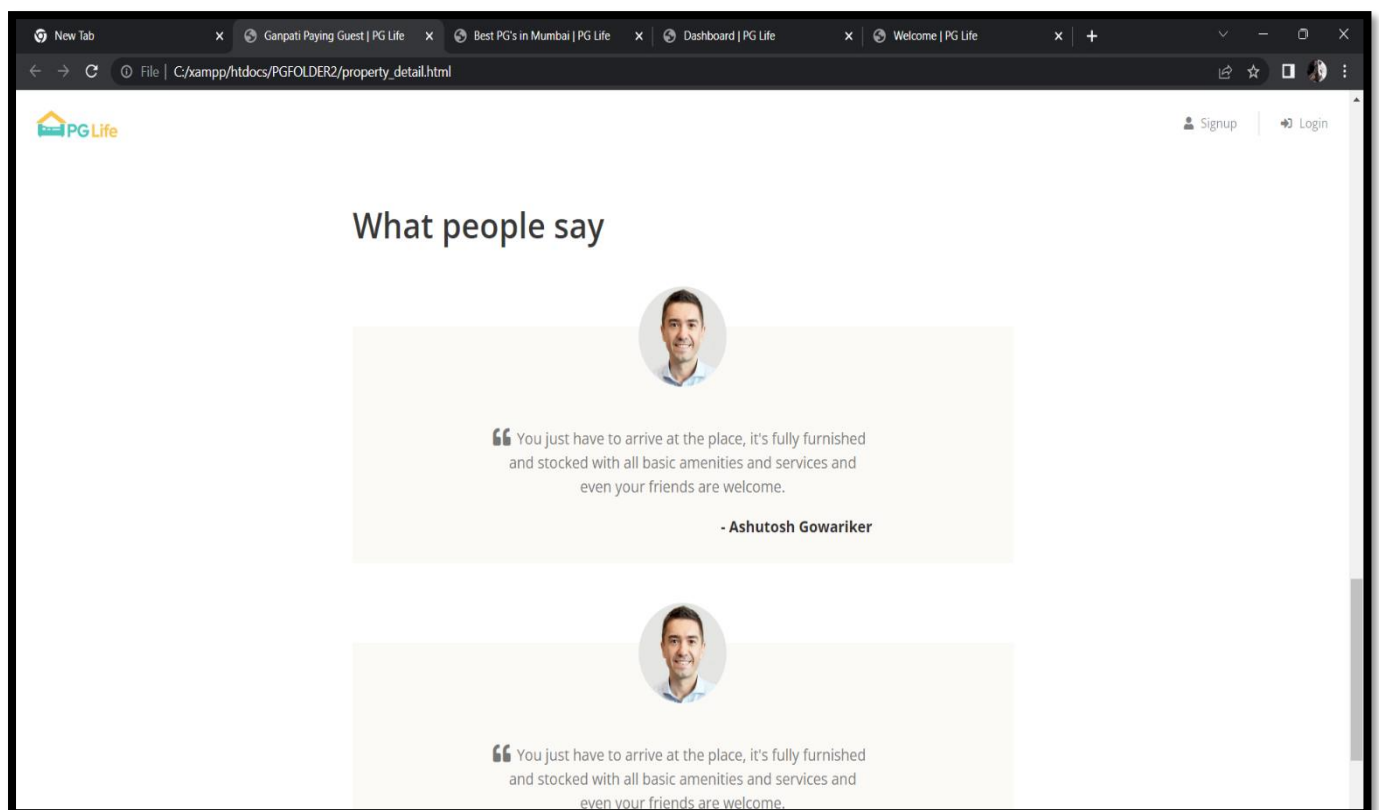 New Tab
Ganpati Paying Guest | PG Life
Best PG's in Mumbai | PG Life
Dashboard | PG Life
Welcome | PG Life
File | C:/xampp/htdocs/PGFOLDER2/property_detail.html
PG Life
Signup
Login
What people say
❝ You just have to arrive at the place, it's fully furnished
and stocked with all basic amenities and services and
even your friends are welcome.
- Ashutosh Gowariker
❝ You just have to arrive at the place, it's fully furnished
and stocked with all basic amenities and services and
even your friends are welcome.